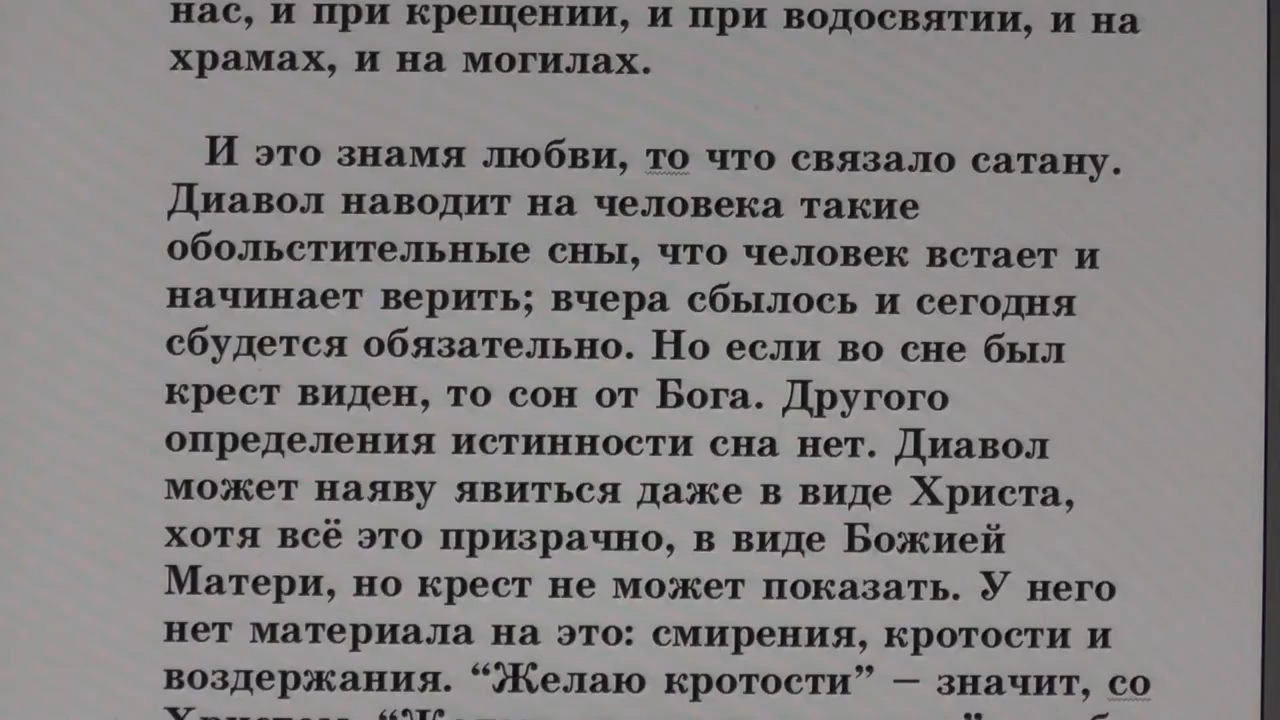 нас, и при крещении, и при водосвятии, и на
храмах, и на могилах.
И это знамя любви, то что связало сатану.
Диавол наводит на человека такие
обольстительные сны, что человек встает и
начинает верить; вчера сбылось и сегодня
сбудется обязательно. Но если во сне был
крест виден, то сон от Бога. Другого
определения истинности сна нет. Диавол
может наяву явиться даже в виде Христа,
хотя всё это призрачно, в виде Божией
Матери, но крест не может показать. У него
нет материала на это: смирения, кротости и
воздержания. “Желаю кротости” – значит, со